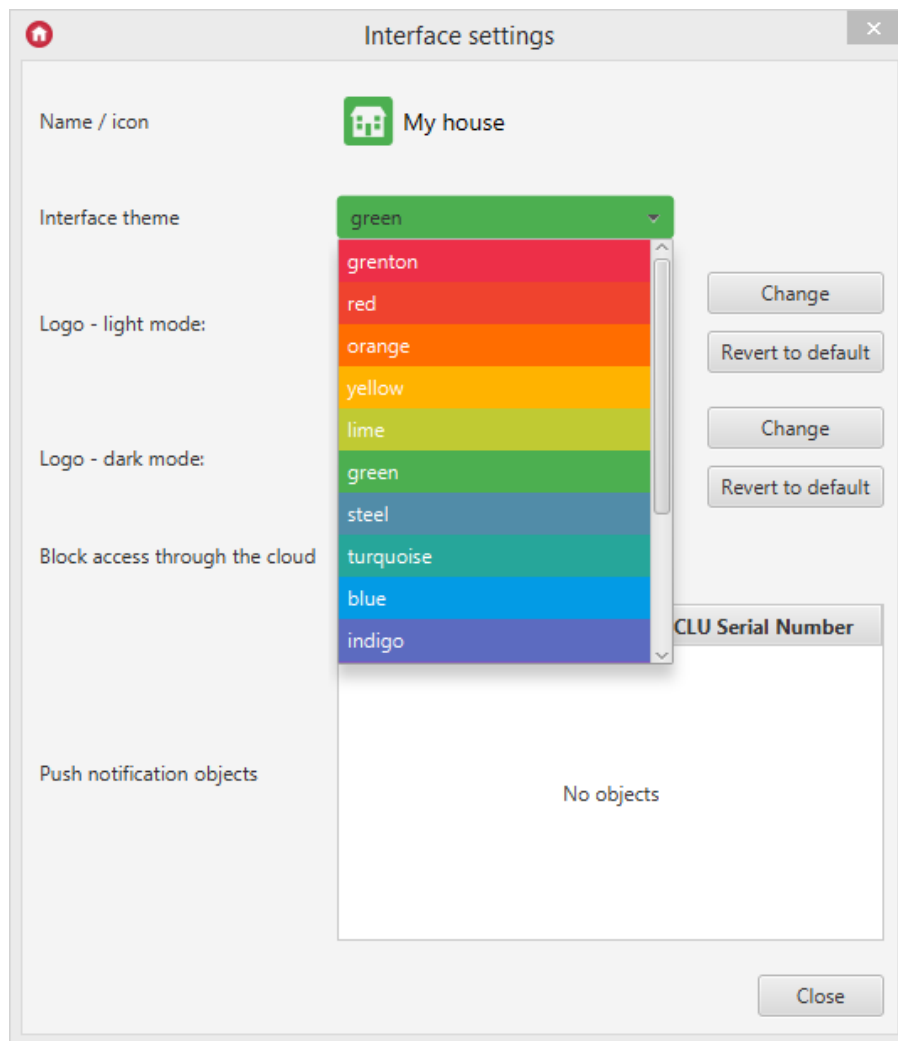 Interface settings
Name / icon
My house
Interface theme
green
grenton
red
orange
yellow
lime
green
steel
turquoise
blue
indigo
Logo - light mode:
Change
Revert to default
Logo - dark mode:
Change
Revert to default
Block access through the cloud
CLU Serial Number
Push notification objects
No objects
Close